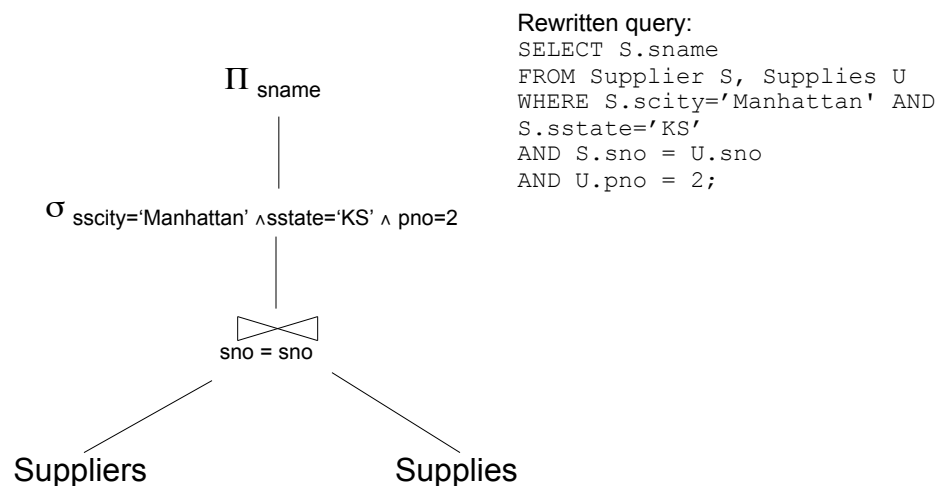 Rewritten query:
SELECT S.sname
FROM Supplier S, Supplies U
WHERE S.scity=’Manhattan' AND
S.sstate=’KS’
AND S.sno = U.sno
AND U.pno = 2;
Π sname
σ sscity=‘Manhattan’ ∧sstate=‘KS’ ∧ pno=2
sno = sno
Suppliers Supplies